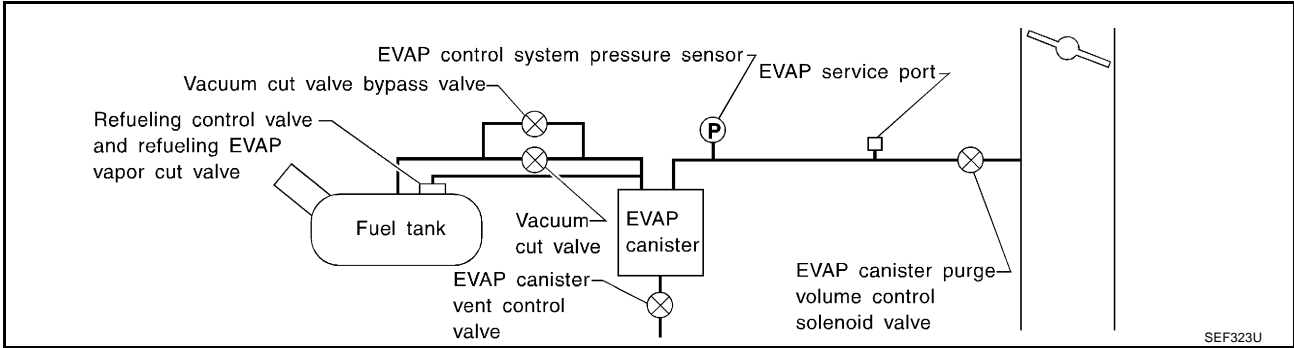 EVAP control system pressure sensor
EVAP service port
Vacuum cut valve bypass valve
Refueling control valve
and refueling EVAP
vapor cut valve
P
Fuel tank
Vacuum
cut valve
EVAP
canister
EVAP canister
vent control
valve
EVAP canister purge
volume control
solenoid valve
SEF323U